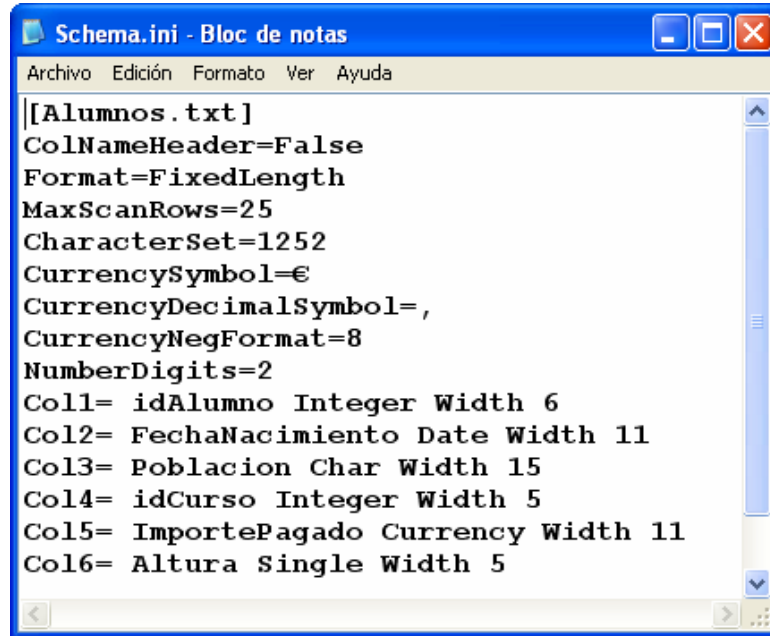 Schema.ini - Bloc de notas
Archivo Edición Formato Ver Ayuda
[Alumnos.txt]
ColNameHeader=False
Format=FixedLength
MaxScanRows=25
CharacterSet=1252
CurrencySymbol=€
CurrencyDecimalSymbol=,
CurrencyNegFormat=8
NumberDigits=2
Col1= idAlumno Integer Width 6
Col2= FechaNacimiento Date Width 11
Col3= Poblacion Char Width 15
Col4= idCurso Integer Width 5
Col5= ImportePagado Currency Width 11
Col6= Altura Single Width 5